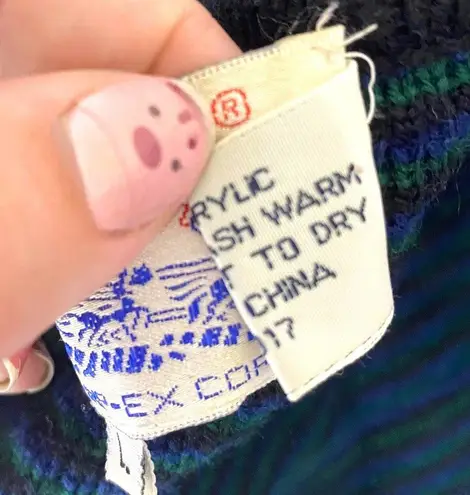 ®
RYLIC
SH WARM
T TO DRY
CHINA
17
-EX COR
L